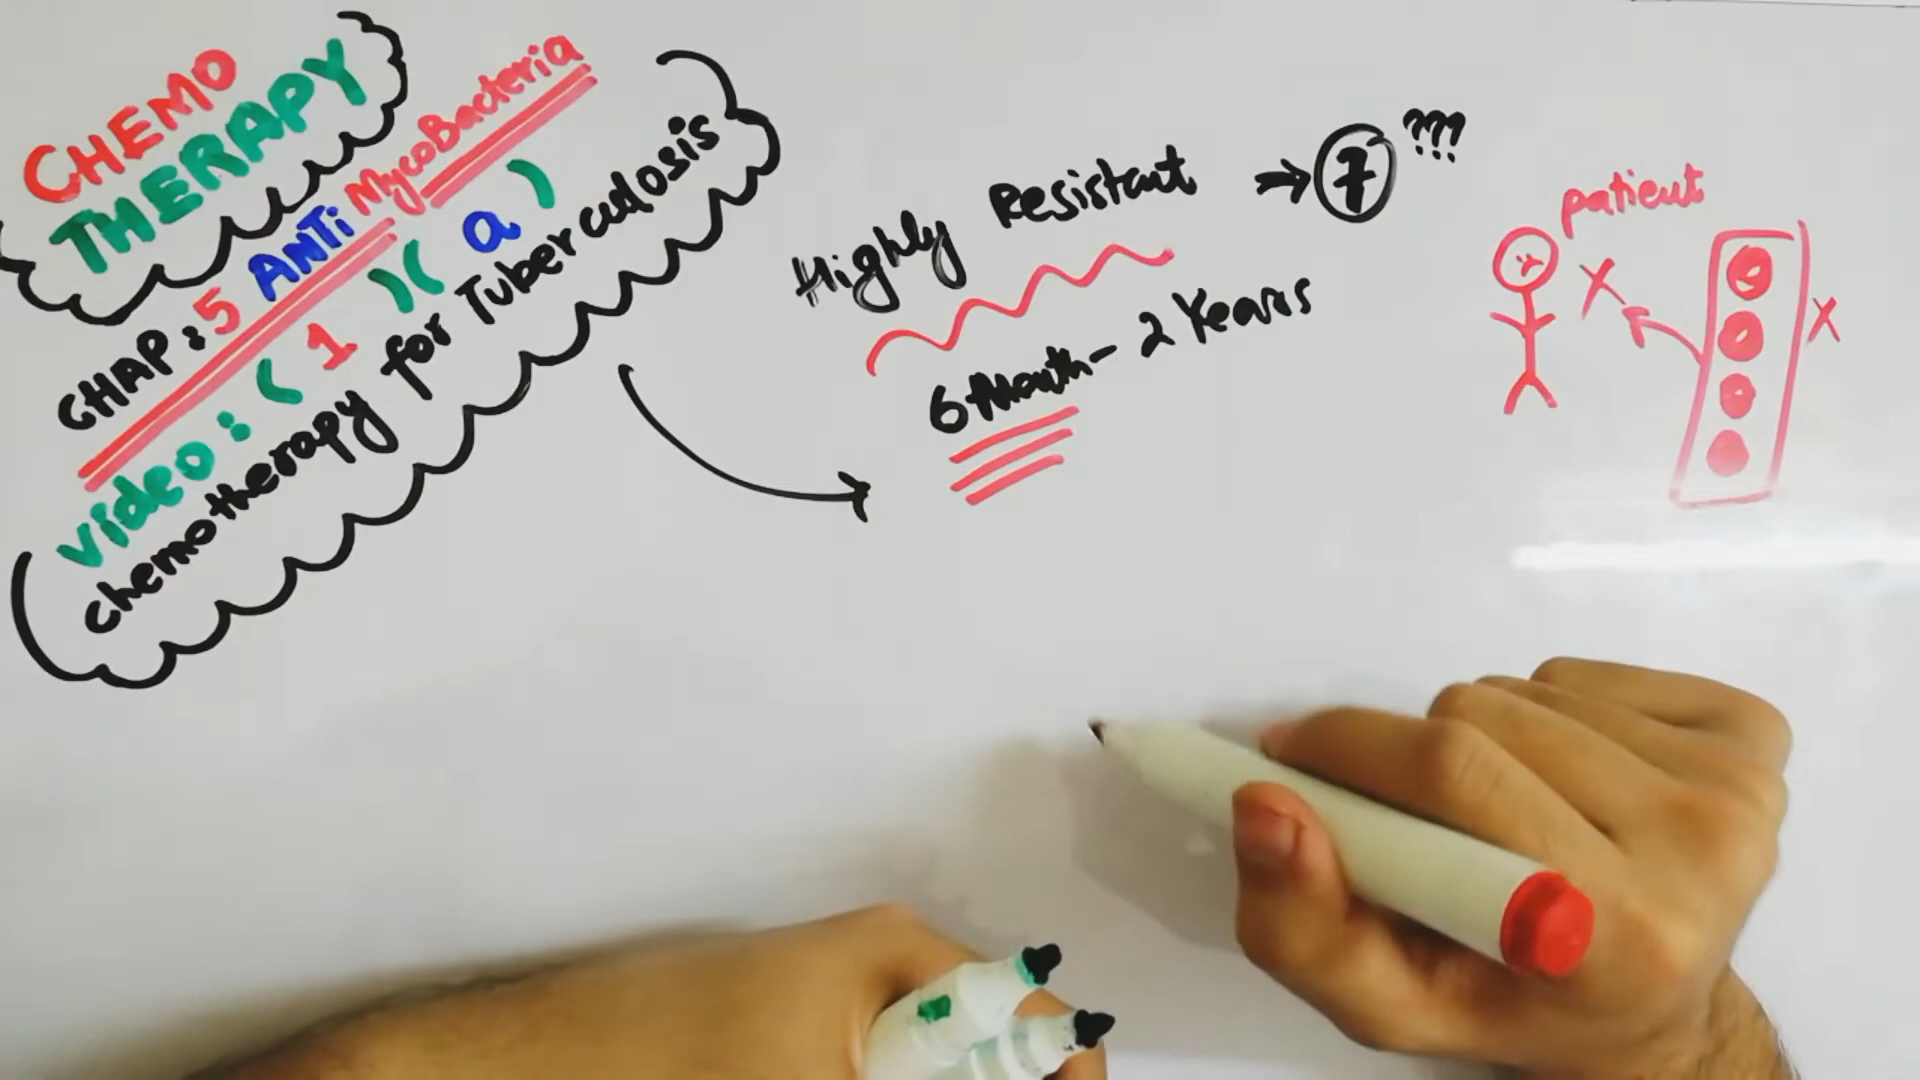 CHEMO
THERAPY
CHAP: 5 ANTi MycoBacteria
video: ( 1 )( a )
chemotherapy for Tuberculosis
Highly Resistant → 7 ???
6 Month - 2 Years
patient
X
X